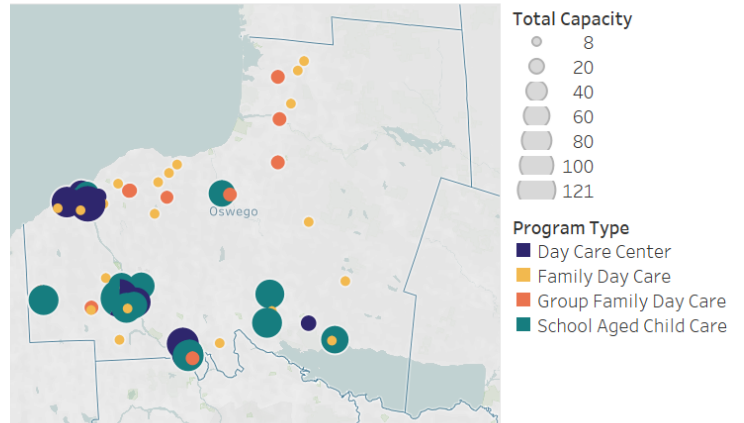 Oswego
Total Capacity
8
20
40
60
80
100
121
Program Type
Day Care Center
Family Day Care
Group Family Day Care
School Aged Child Care